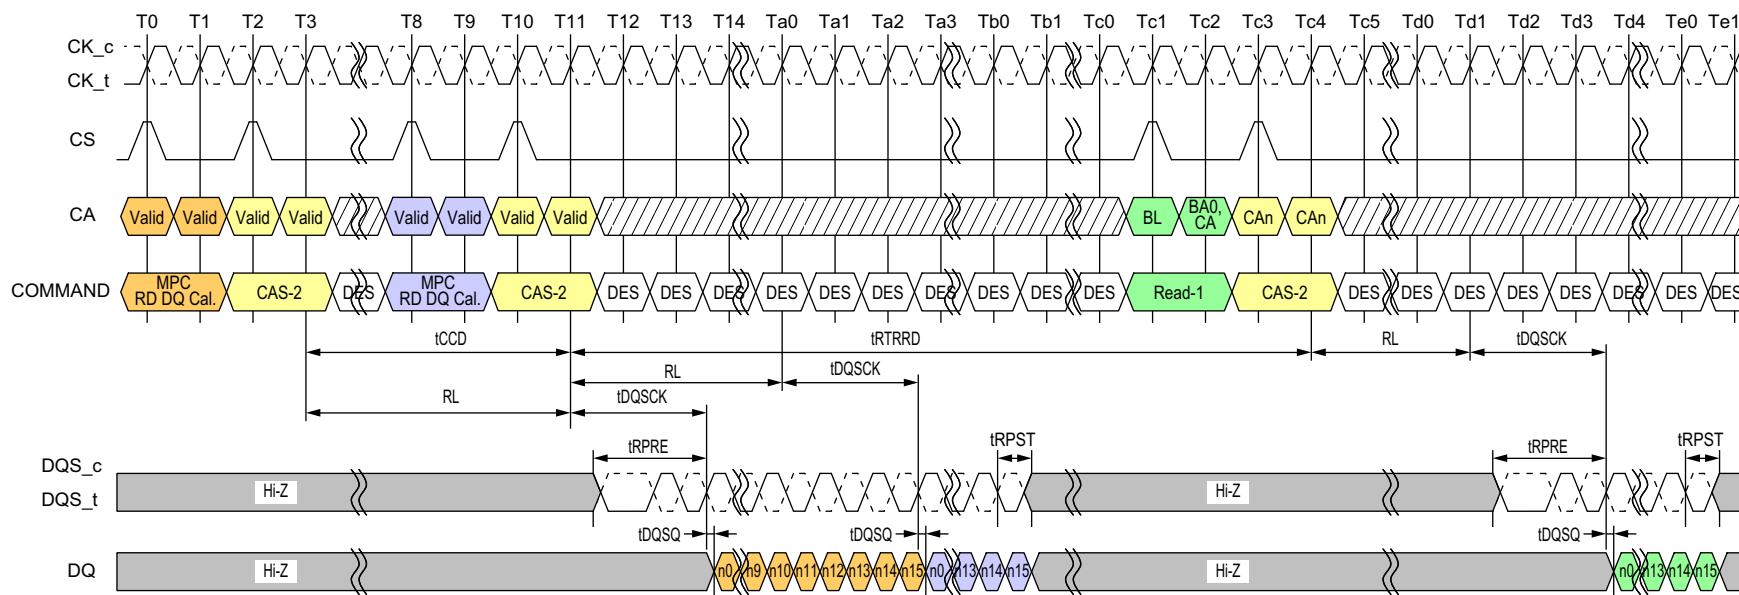 T0 T1 T2 T3 T8 T9 T10 T11 T12 T13 T14 Ta0 Ta1 Ta2 Ta3 Tb0 Tb1 Tc0 Tc1 Tc2 Tc3 Tc4 Tc5 Td0 Td1 Td2 Td3 Td4 Te0 Te1
CK_c
CK_t
CS
CA Valid Valid Valid Valid Valid Valid Valid Valid BL BA0, CA CAn CAn
COMMAND MPC RD DQ Cal. CAS-2 DES MPC RD DQ Cal. CAS-2 DES DES DES DES DES DES DES DES DES DES Read-1 CAS-2 DES DES DES DES DES DES DES DES
tCCD tRTRRD RL tDQSCK
RL tDQSCK
RL tDQSCK
tRPRE tRPST tRPRE tRPST
DQS_c
Hi-Z Hi-Z
DQS_t
tDQSQ tDQSQ tDQSQ
DQ Hi-Z n0 n9 n10 n11 n12 n13 n14 n15 n0 n13 n14 n15 Hi-Z n0 n13 n14 n15